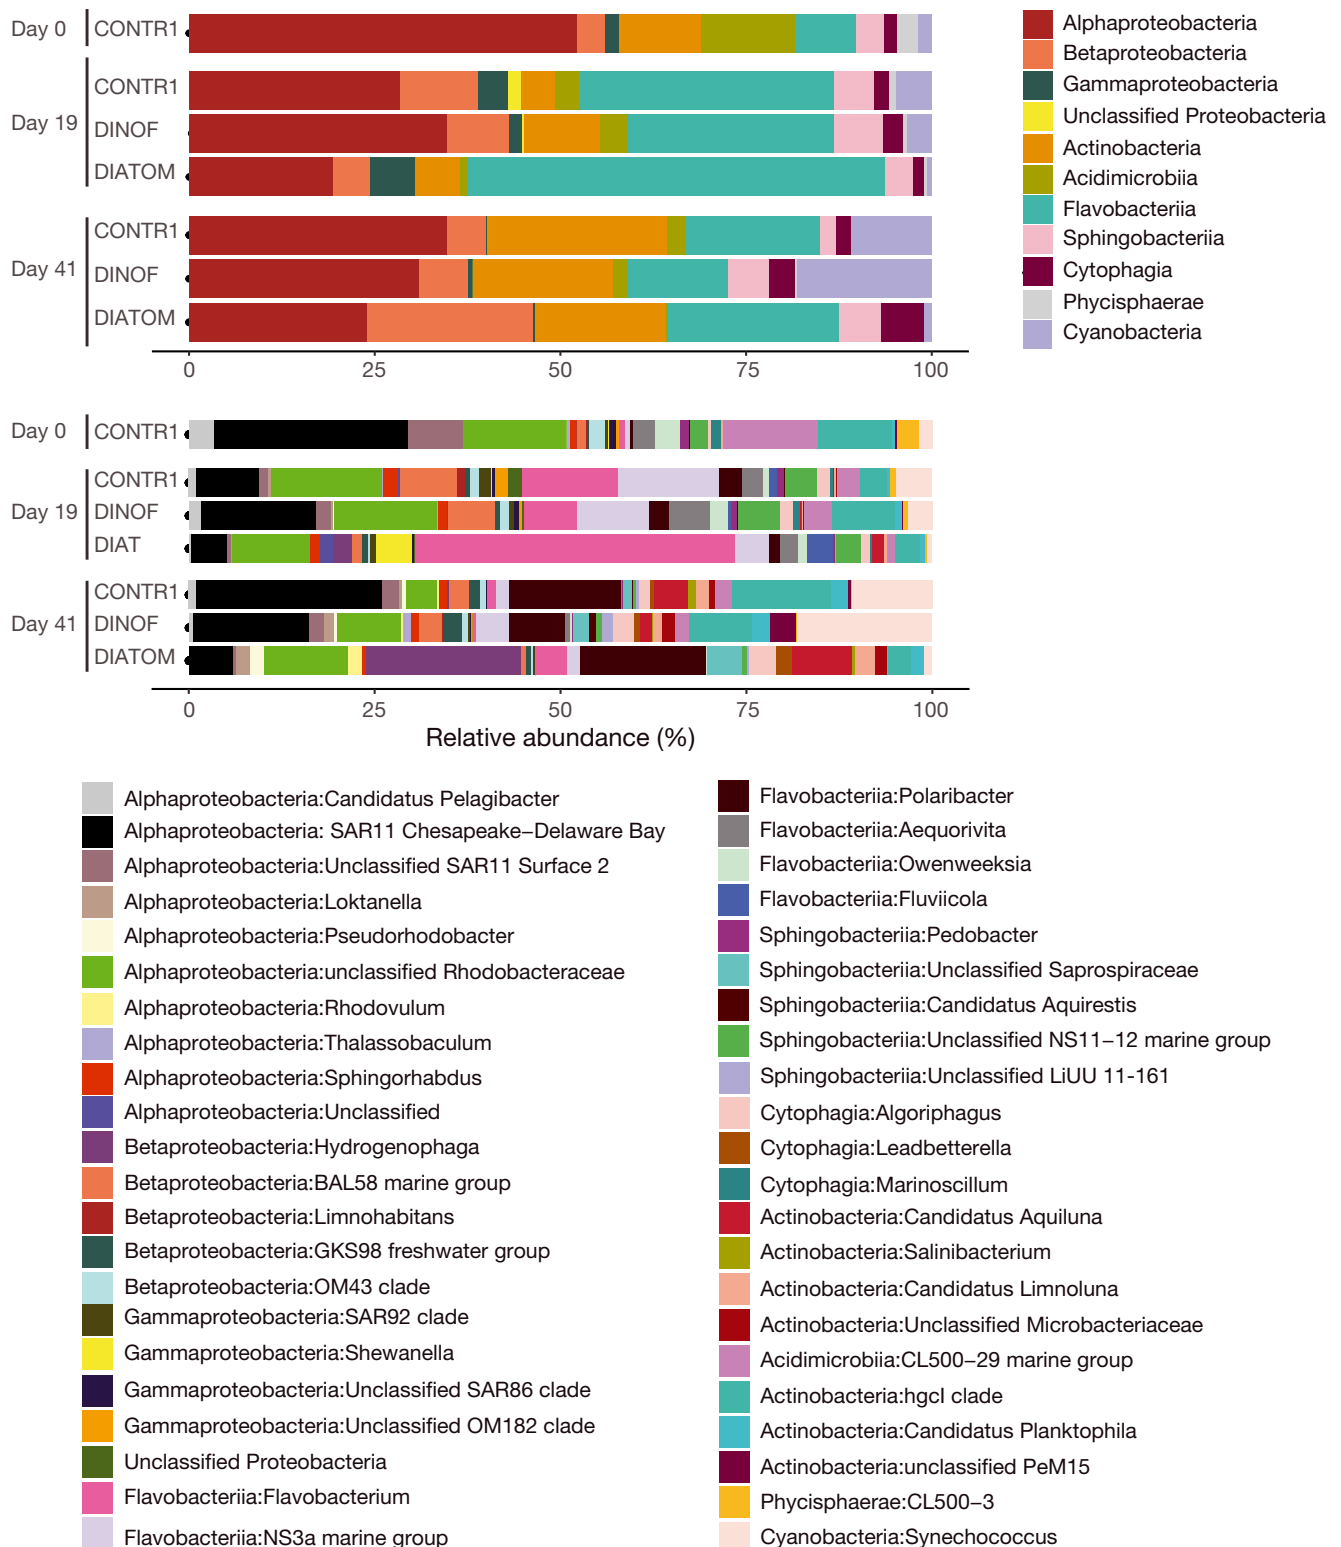 Day 0
CONTR1
Day 19
CONTR1
DINOF
DIATOM
Day 41
CONTR1
DINOF
DIATOM
0 25 50 75 100
Alphaproteobacteria
Betaproteobacteria
Gammaproteobacteria
Unclassified Proteobacteria
Actinobacteria
Acidimicrobiia
Flavobacteriia
Sphingobacteriia
Cytophagia
Phycisphaerae
Cyanobacteria
Day 0
CONTR1
Day 19
CONTR1
DINOF
DIAT
Day 41
CONTR1
DINOF
DIATOM
0 25 50 75 100
Relative abundance (%)
Alphaproteobacteria:Candidatus Pelagibacter
Alphaproteobacteria: SAR11 Chesapeake−Delaware Bay
Alphaproteobacteria:Unclassified SAR11 Surface 2
Alphaproteobacteria:Loktanella
Alphaproteobacteria:Pseudorhodobacter
Alphaproteobacteria:unclassified Rhodobacteraceae
Alphaproteobacteria:Rhodovulum
Alphaproteobacteria:Thalassobaculum
Alphaproteobacteria:Sphingorhabdus
Alphaproteobacteria:Unclassified
Betaproteobacteria:Hydrogenophaga
Betaproteobacteria:BAL58 marine group
Betaproteobacteria:Limnohabitans
Betaproteobacteria:GKS98 freshwater group
Betaproteobacteria:OM43 clade
Gammaproteobacteria:SAR92 clade
Gammaproteobacteria:Shewanella
Gammaproteobacteria:Unclassified SAR86 clade
Gammaproteobacteria:Unclassified OM182 clade
Unclassified Proteobacteria
Flavobacteriia:Flavobacterium
Flavobacteriia:NS3a marine group
Flavobacteriia:Polaribacter
Flavobacteriia:Aequorivita
Flavobacteriia:Owenweeksia
Flavobacteriia:Fluviicola
Sphingobacteriia:Pedobacter
Sphingobacteriia:Unclassified Saprospiraceae
Sphingobacteriia:Candidatus Aquirestis
Sphingobacteriia:Unclassified NS11−12 marine group
Sphingobacteriia:Unclassified LiUU 11-161
Cytophagia:Algoriphagus
Cytophagia:Leadbetterella
Cytophagia:Marinoscillum
Actinobacteria:Candidatus Aquiluna
Actinobacteria:Salinibacterium
Actinobacteria:Candidatus Limnoluna
Actinobacteria:Unclassified Microbacteriaceae
Acidimicrobiia:CL500−29 marine group
Actinobacteria:hgcI clade
Actinobacteria:Candidatus Planktophila
Actinobacteria:unclassified PeM15
Phycisphaerae:CL500−3
Cyanobacteria:Synechococcus